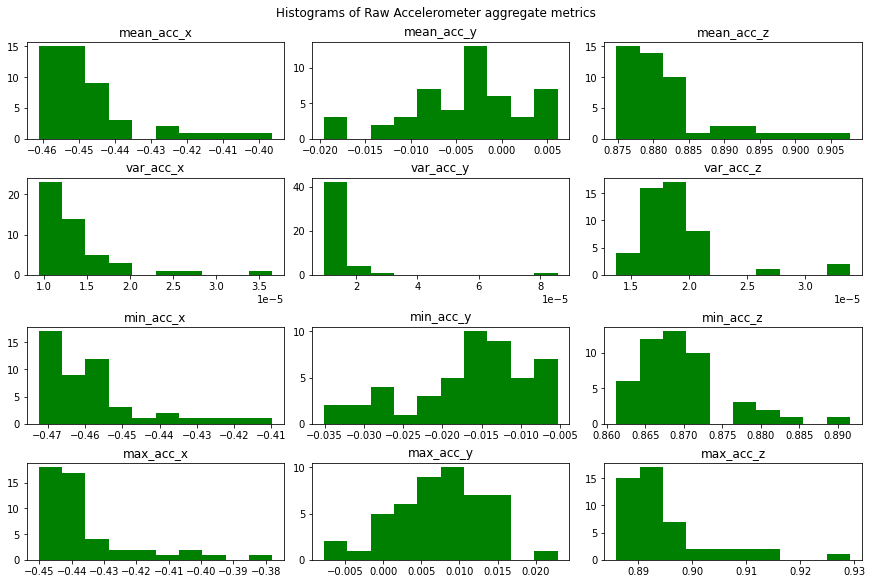 Histograms of Raw Accelerometer aggregate metrics
mean_acc_x mean_acc_y mean_acc_z
15
10
5
0
−0.46 −0.45 −0.44 −0.43 −0.42 −0.41 −0.40
10
5
0
−0.020 −0.015 −0.010 −0.005 0.000 0.005
15
10
5
0
0.875 0.880 0.885 0.890 0.895 0.900 0.905
var_acc_x var_acc_y var_acc_z
20
10
0
1.0 1.5 2.0 2.5 3.0 3.5
1e−5
40
20
0
2 4 6 8
1e−5
15
10
5
0
1.5 2.0 2.5 3.0
1e−5
min_acc_x min_acc_y min_acc_z
15
10
5
0
−0.47 −0.46 −0.45 −0.44 −0.43 −0.42 −0.41
10
5
0
−0.035 −0.030 −0.025 −0.020 −0.015 −0.010 −0.005
10
5
0
0.860 0.865 0.870 0.875 0.880 0.885 0.890
max_acc_x max_acc_y max_acc_z
15
10
5
0
−0.45 −0.44 −0.43 −0.42 −0.41 −0.40 −0.39 −0.38
10
5
0
−0.005 0.000 0.005 0.010 0.015 0.020
15
10
5
0
0.89 0.90 0.91 0.92 0.93